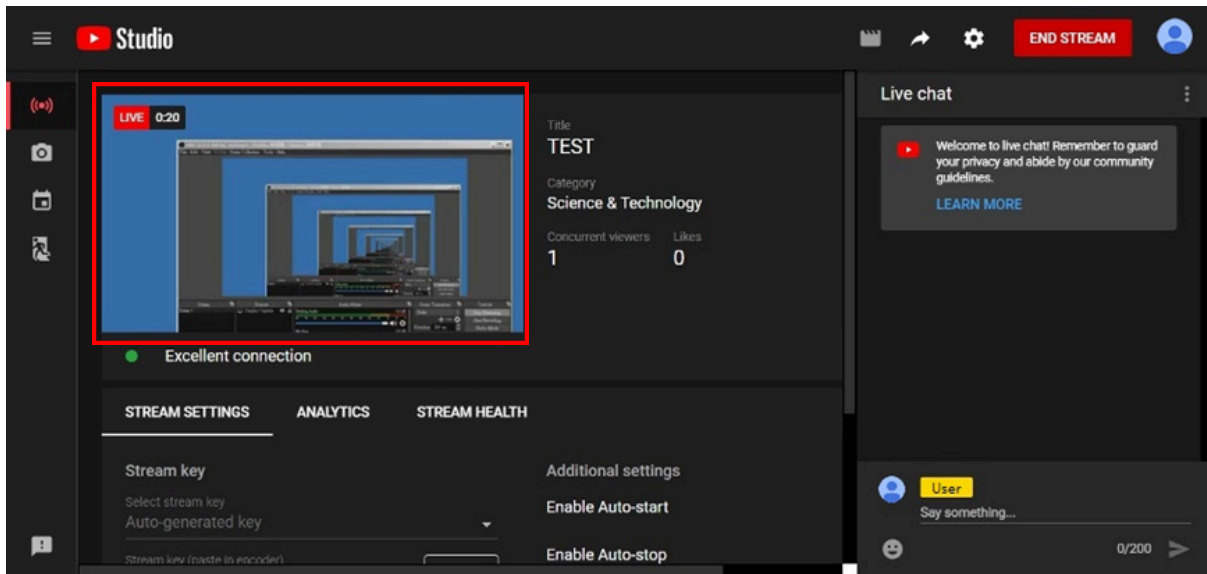 Studio
END STREAM
LIVE 0:20
Title
TEST
Category
Science & Technology
Concurrent viewers Likes
1 0
Excellent connection
STREAM SETTINGS ANALYTICS STREAM HEALTH
Stream key
Select stream key
Auto-generated key
Stream key (paste in encoder)
Additional settings
Enable Auto-start
Enable Auto-stop
Live chat
Welcome to live chat! Remember to guard
your privacy and abide by our community
guidelines.
LEARN MORE
User
Say something...
0/200